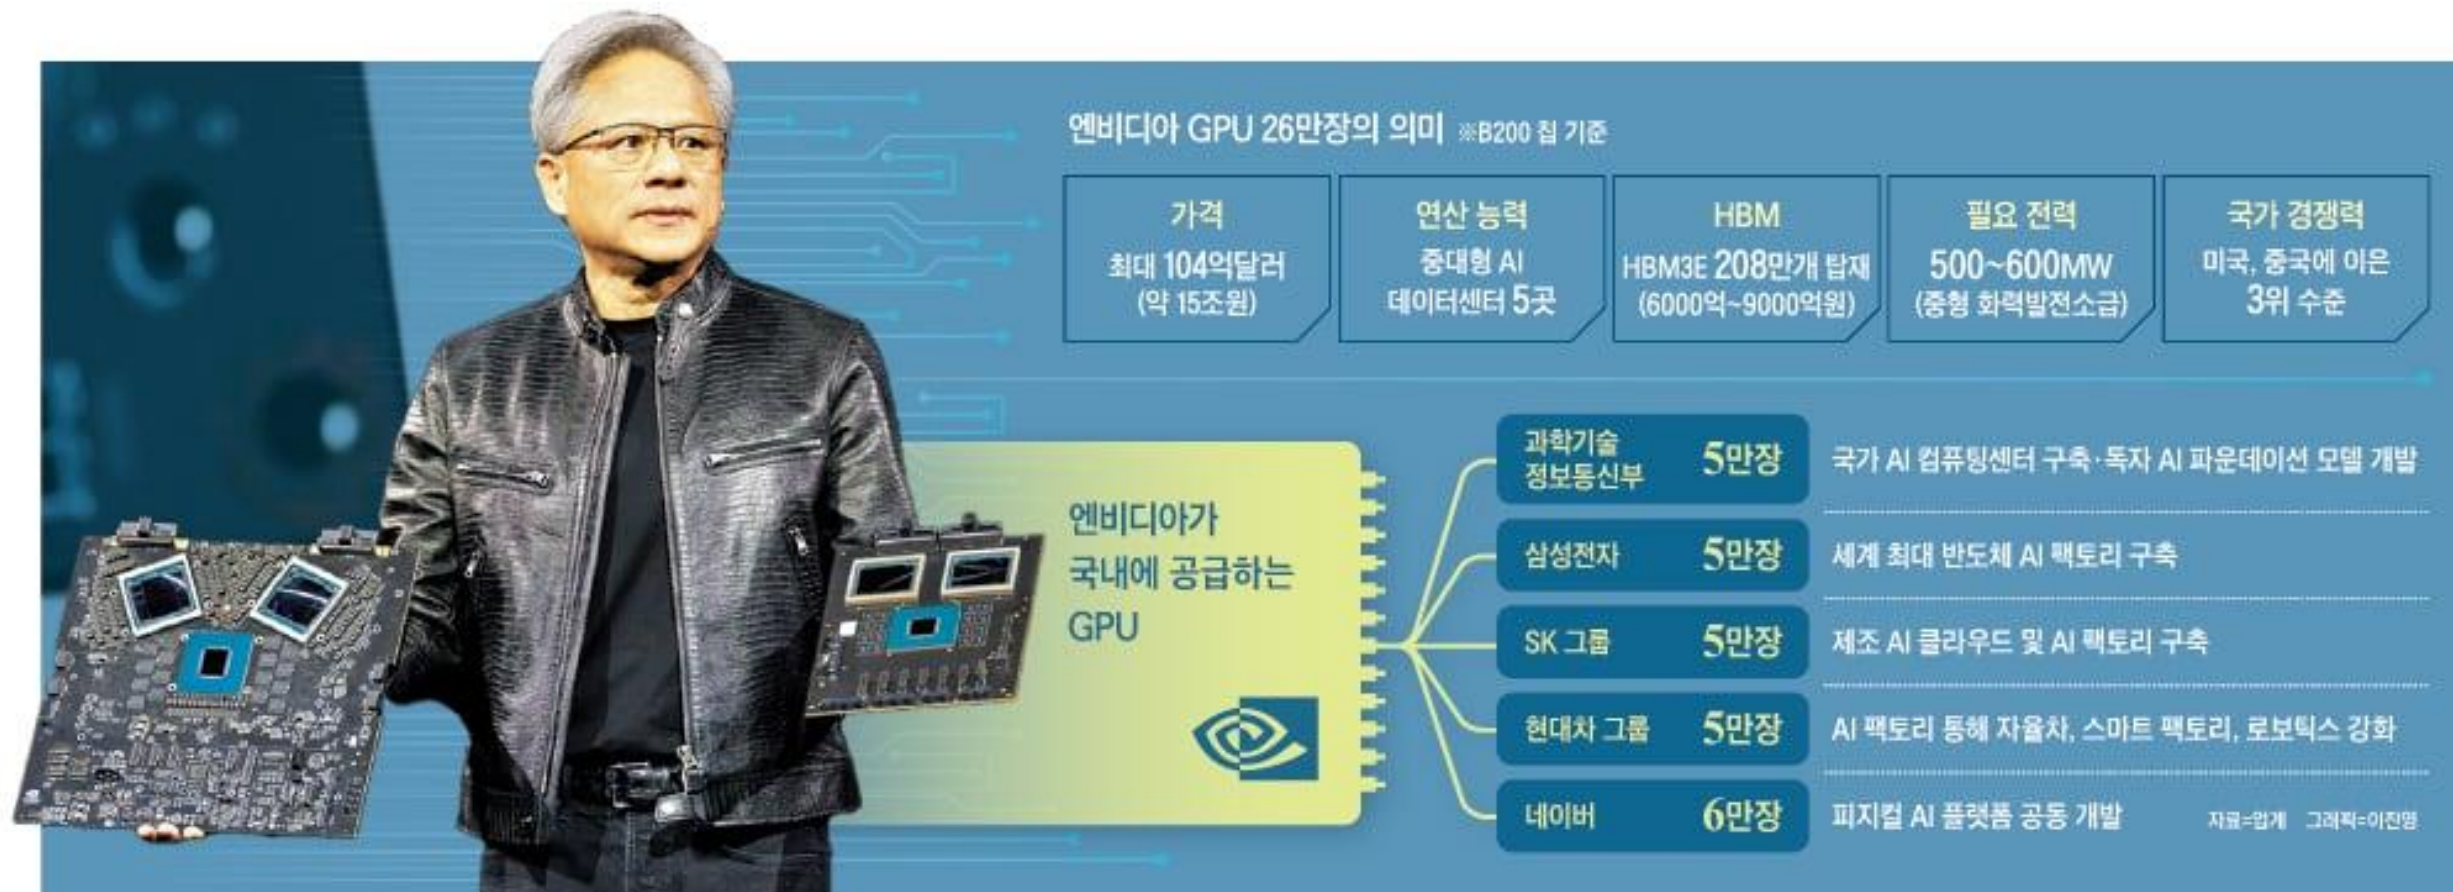 엔비디아 GPU 26만장의 의미 ※B200 칩 기준
가격
최대 104억달러
(약 15조원)
연산 능력
중대형 AI
데이터센터 5곳
HBM
HBM3E 208만개 탑재
(6000억~9000억원)
필요 전력
500~600MW
(중형 화력발전소급)
국가 경쟁력
미국, 중국에 이은
3위 수준
엔비디아가
국내에 공급하는
GPU
과학기술
정보통신부
5만장
국가 AI 컴퓨팅센터 구축·독자 AI 파운데이션 모델 개발
삼성전자 5만장
세계 최대 반도체 AI 팩토리 구축
SK 그룹 5만장
제조 AI 클라우드 및 AI 팩토리 구축
현대차 그룹 5만장
AI 팩토리 통해 자율차, 스마트 팩토리, 로보틱스 강화
네이버 6만장
피지컬 AI 플랫폼 공동 개발
자료=업계 그래픽=이진영